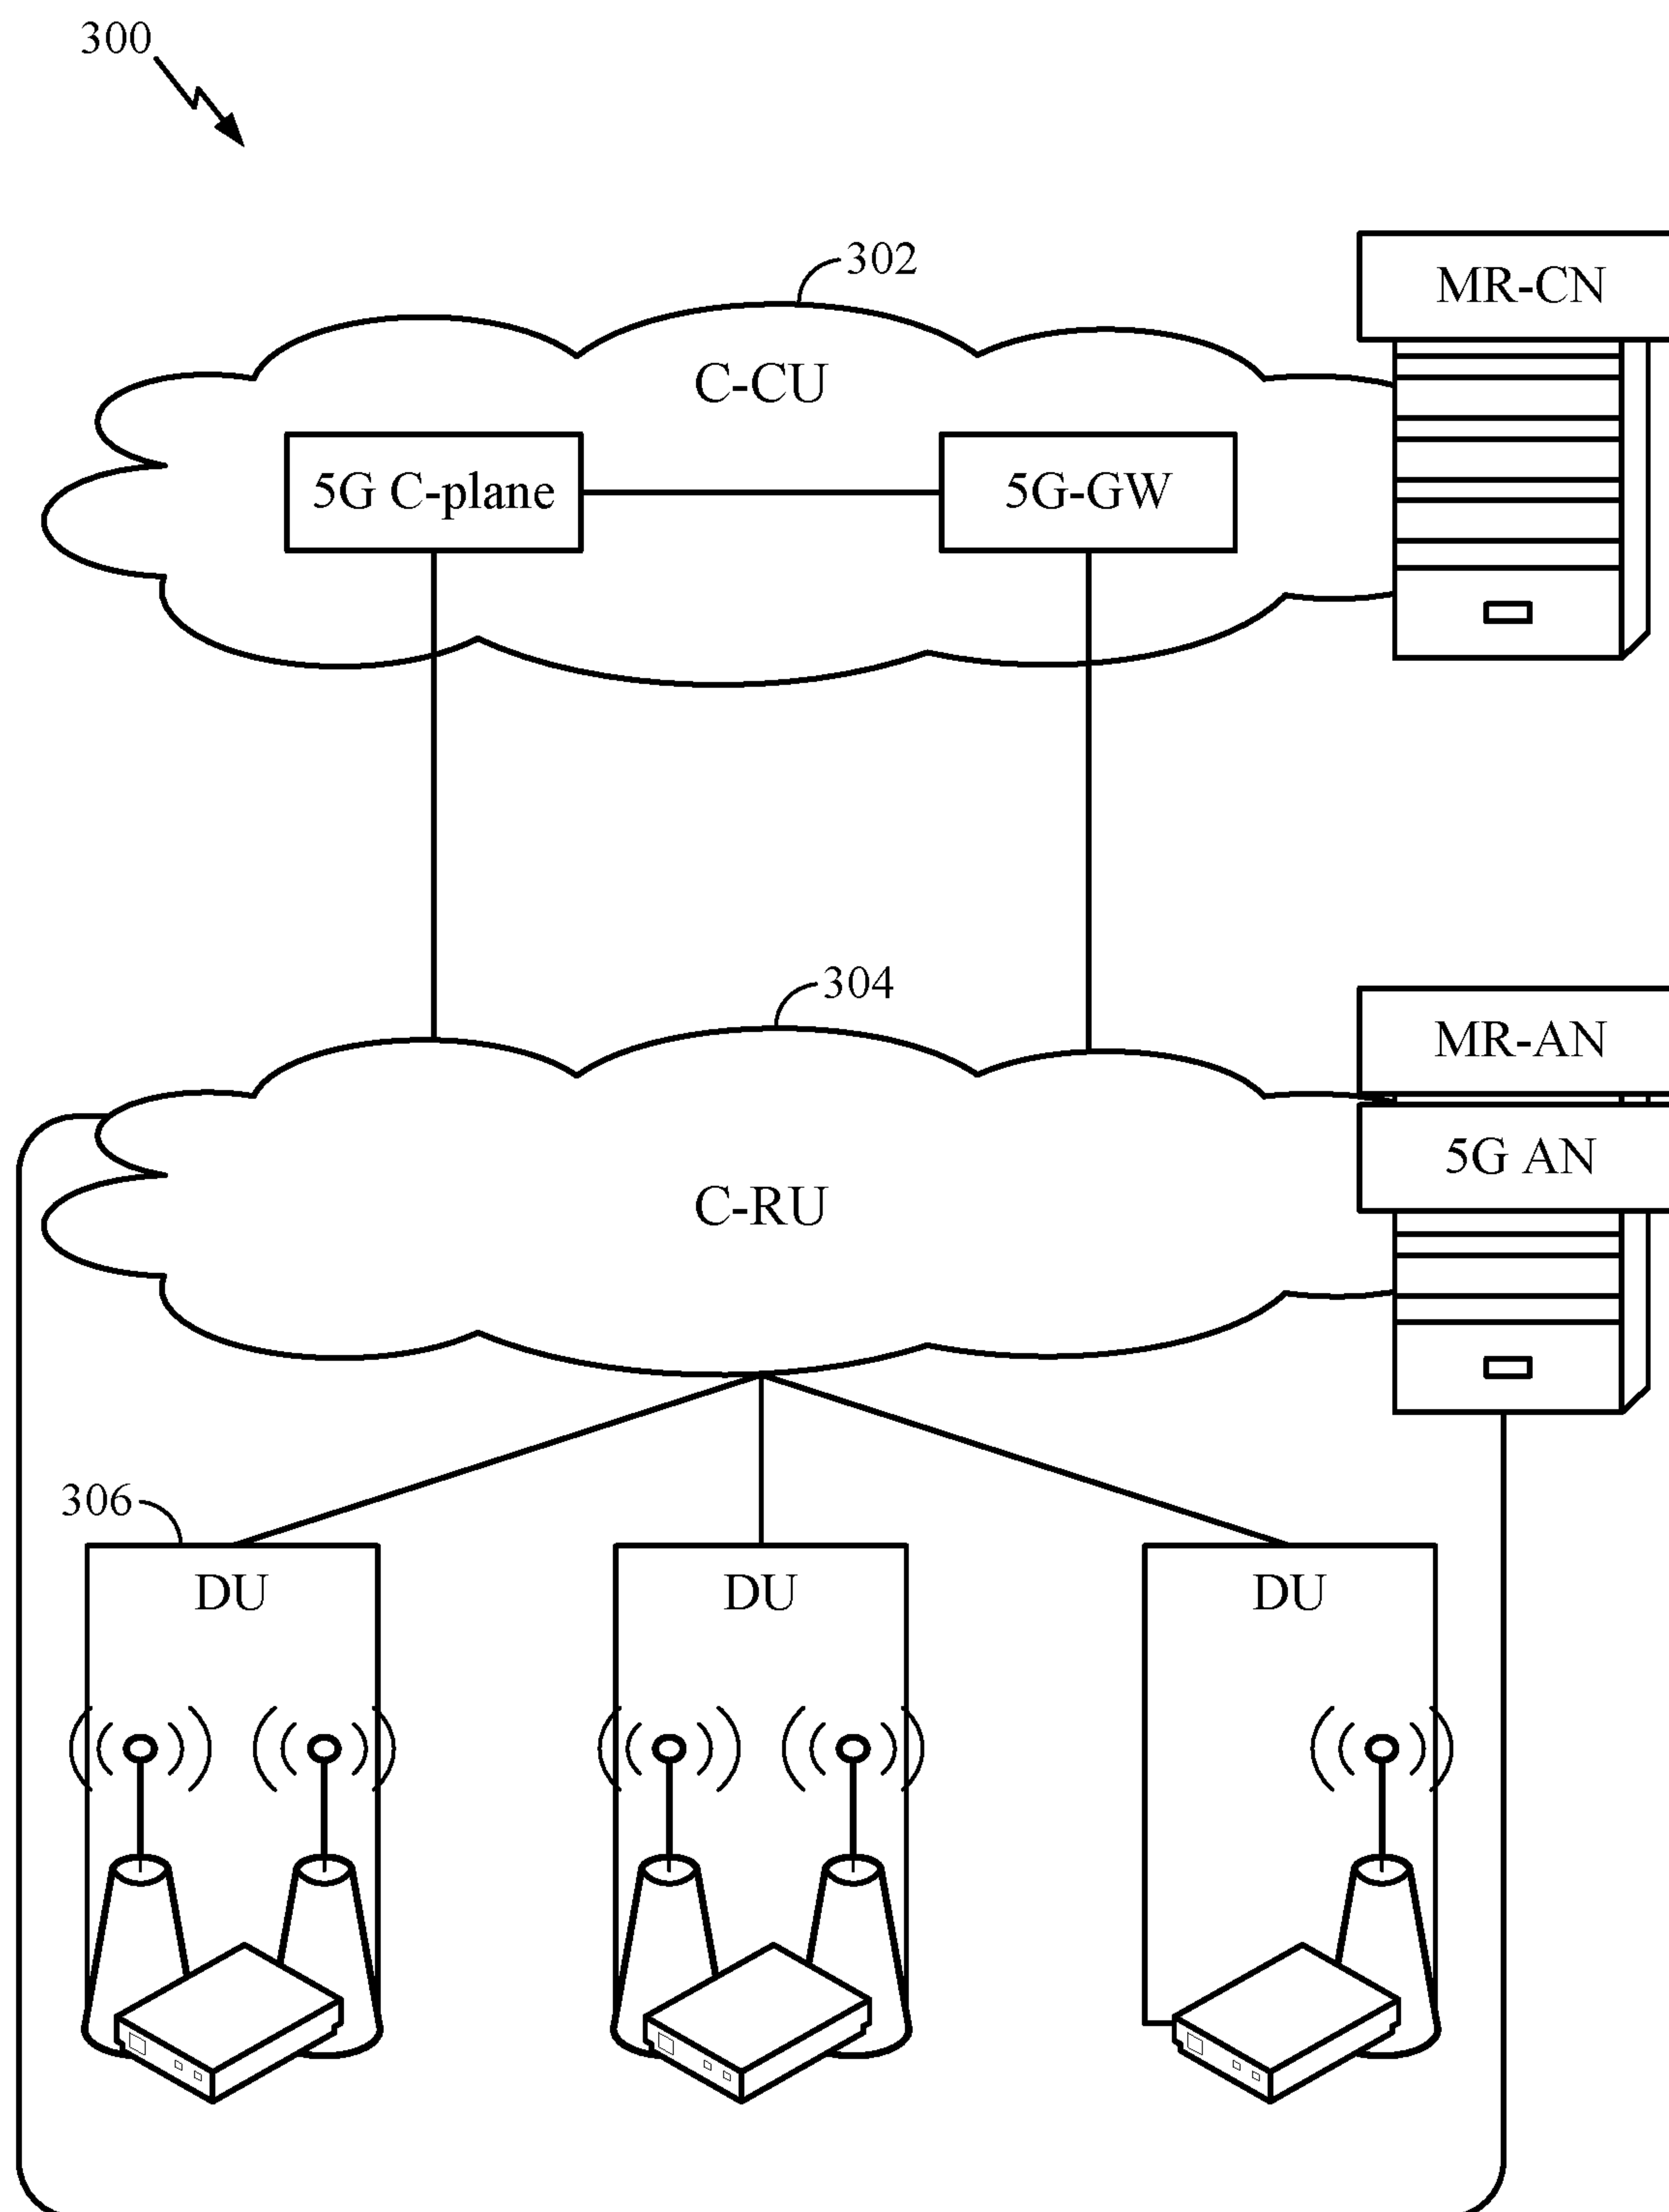 300
302
MR-CN
C-CU
5G C-plane
5G-GW
304
MR-AN
5G AN
C-RU
306
DU
DU
DU